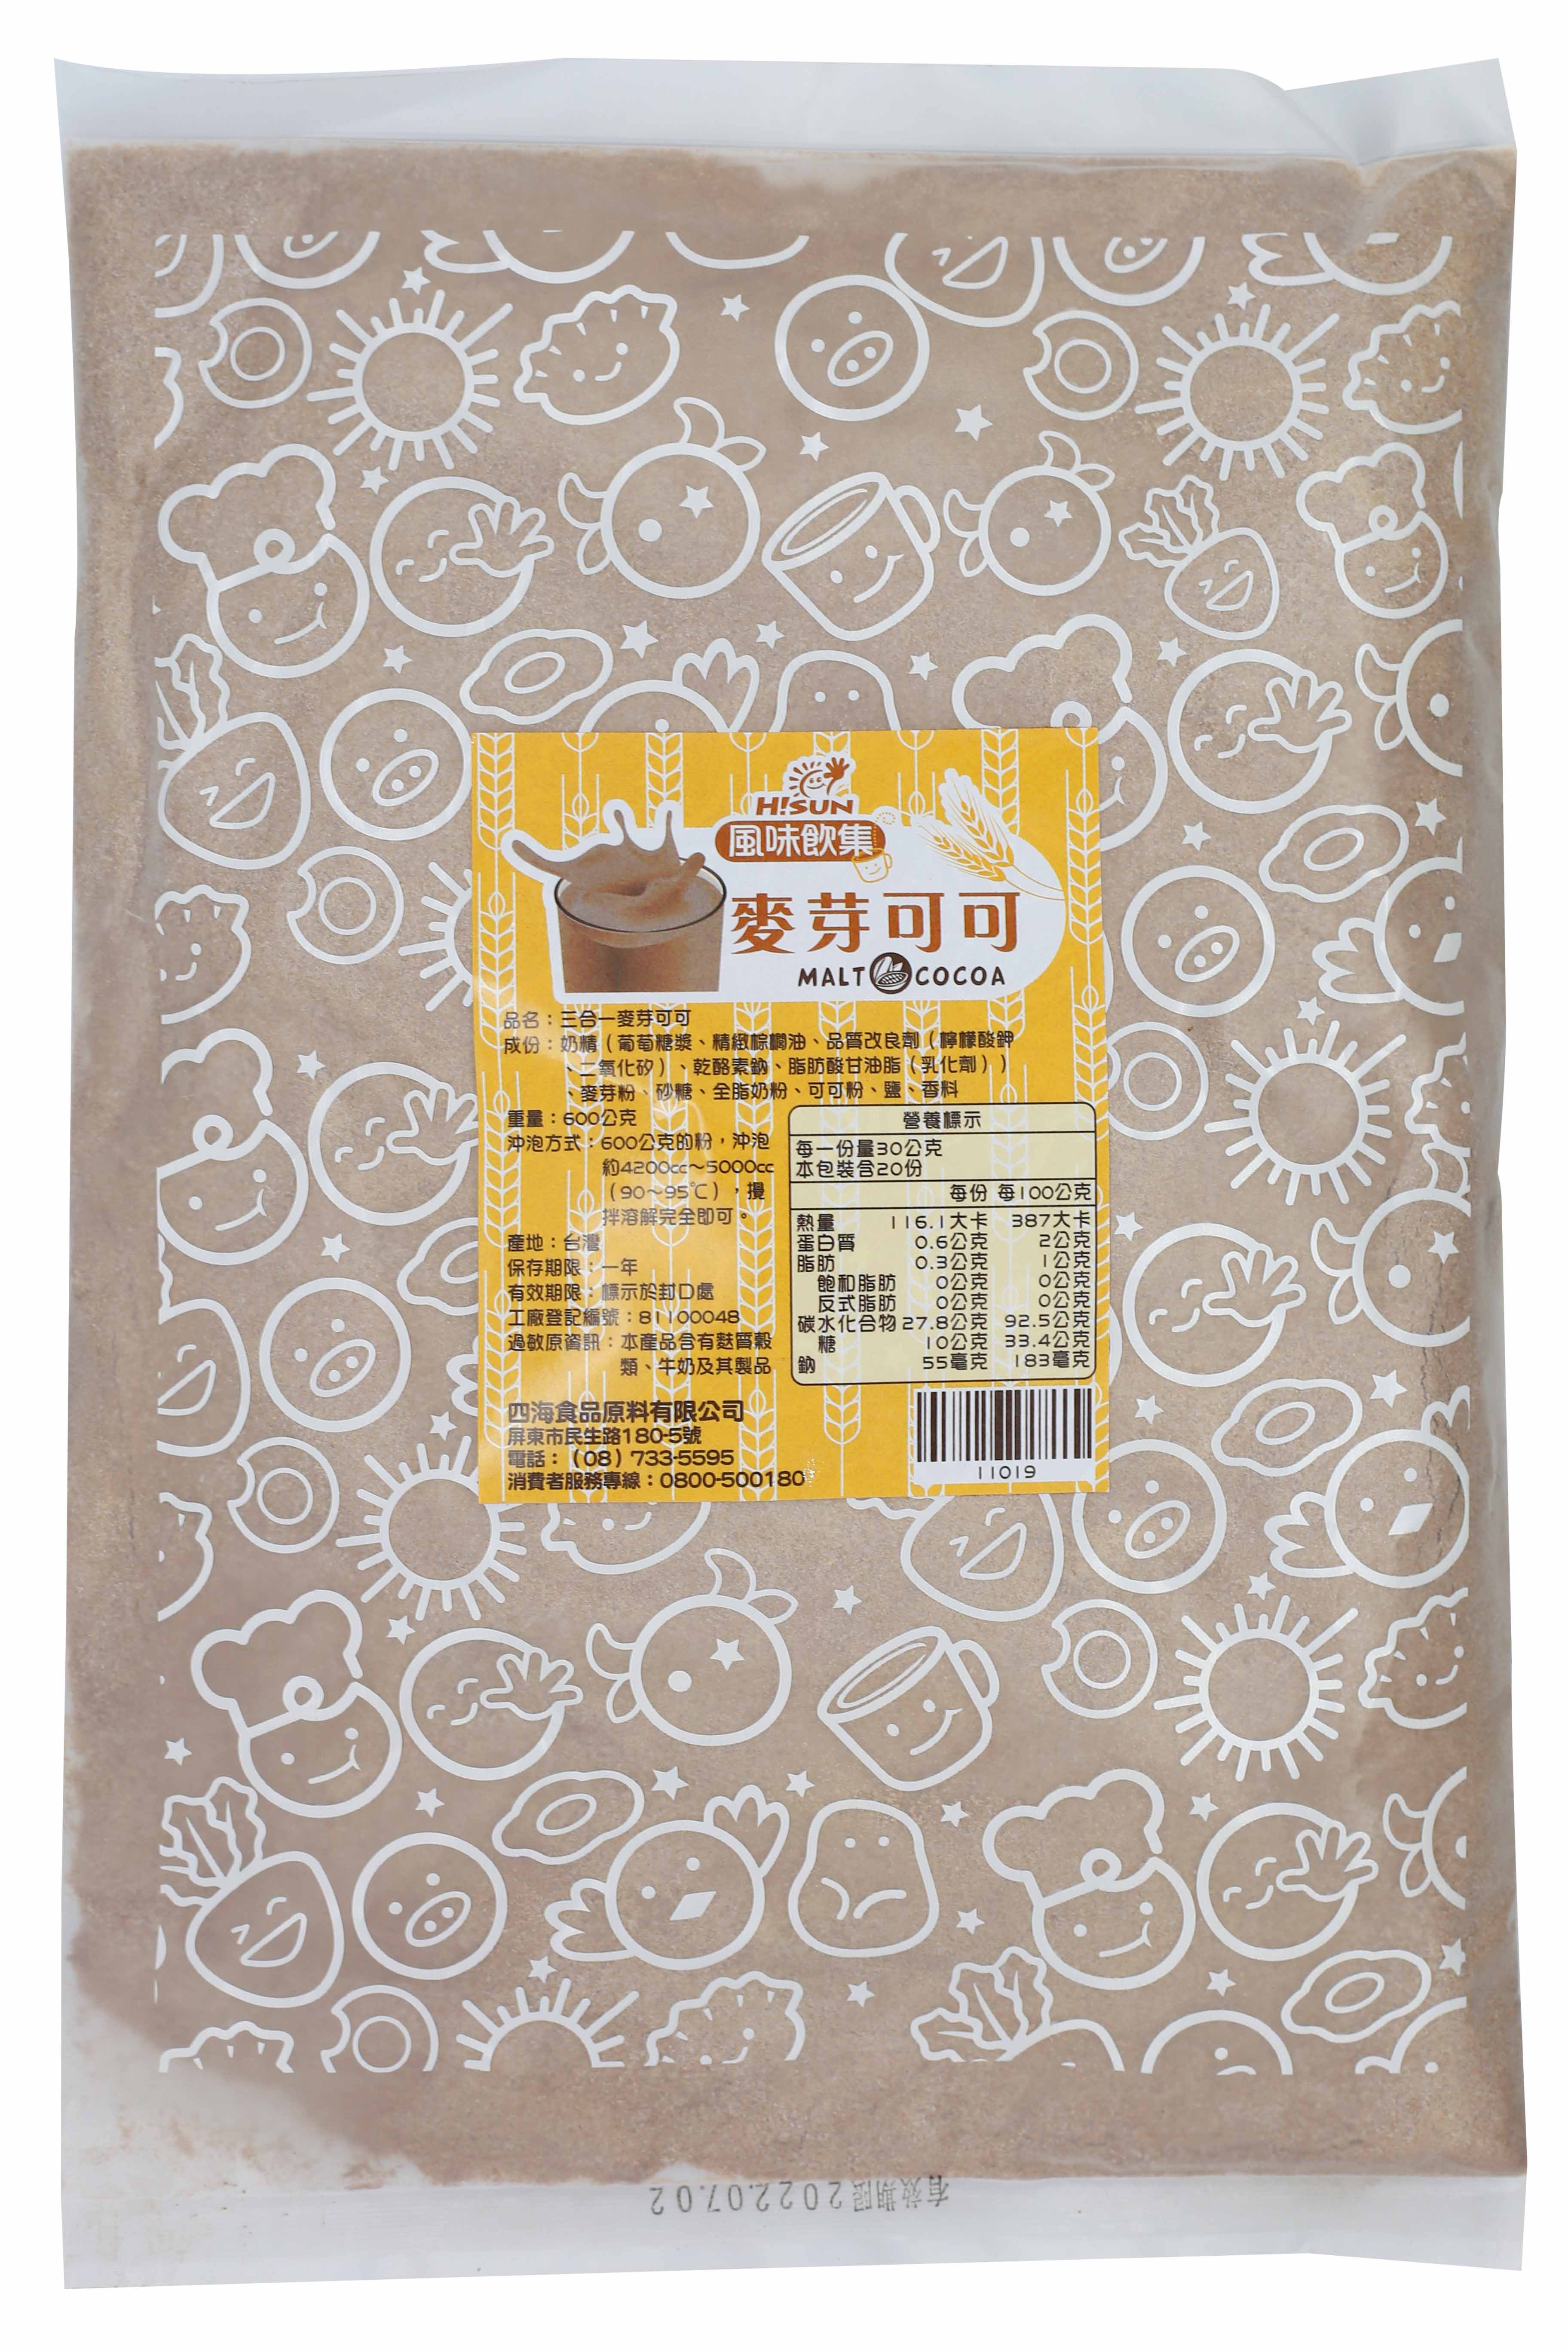 H!SUN
風味飲集
麥芽可可
MALT COCOA
品名：三合一麥芽可可
成份：奶精（葡萄糖漿、精緻棕櫚油、品質改良劑（檸檬酸鉀
、二氧化矽）、乾酪素鈉、脂肪酸甘油脂（乳化劑））
、麥芽粉、砂糖、全脂奶粉、可可粉、鹽、香料
重量：600公克
沖泡方式：600公克的粉，沖泡
約4200cc～5000cc
（90～95℃），攪
拌溶解完全即可。
產地：台灣
保存期限：一年
有效期限：標示於封口處
工廠登記編號：81100048
過敏原資訊：本產品含有麩質穀
類、牛奶及其製品
營養標示
每一份量30公克
本包裝含20份
每份 每100公克
熱量 116.1大卡 387大卡
蛋白質 0.6公克 2公克
脂肪 0.3公克 1公克
飽和脂肪 0公克 0公克
反式脂肪 0公克 0公克
碳水化合物 27.8公克 92.5公克
糖 10公克 33.4公克
鈉 55毫克 183毫克
四海食品原料有限公司
屏東市民生路180-5號
電話：（08）733-5595
消費者服務專線：0800-500180
11019
有效期限2022.07.02